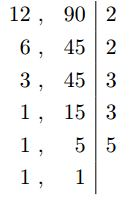 12 , 90 | 2
6 , 45 | 2
3 , 45 | 3
1 , 15 | 3
1 , 5 | 5
1 , 1 |